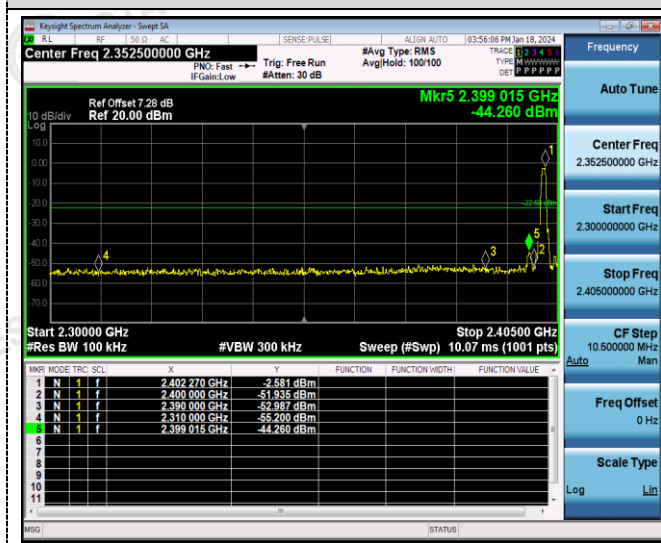 Keysight Spectrum Analyzer - Swept SA
RL RF 50 Ω AC SENSE:PULSE ALIGN AUTO 03:56:06 PM Jan 18, 2024
Center Freq 2.352500000 GHz
#Avg Type: RMS
TRACE 1 2 3 4 5 6
PNO: Fast Trig: Free Run Avg|Hold: 100/100 TYPE M WWWWW
IFGain:Low #Atten: 30 dB DET P P P P P P
Mkr5 2.399 015 GHz
-44.260 dBm
Ref Offset 7.28 dB
10 dB/div Ref 20.00 dBm
Log
10.0
0.00
-10.0
-20.0
-22.58 dBm
-30.0
-40.0
-50.0
-60.0
-70.0
1
5
2
3
4
Start 2.30000 GHz Stop 2.40500 GHz
#Res BW 100 kHz #VBW 300 kHz Sweep (#Swp) 10.07 ms (1001 pts)
MKR MODE TRC SCL X Y FUNCTION FUNCTION WIDTH FUNCTION VALUE
1 N 1 f 2.402 270 GHz -2.581 dBm
2 N 1 f 2.400 000 GHz -51.935 dBm
3 N 1 f 2.390 000 GHz -52.987 dBm
4 N 1 f 2.310 000 GHz -55.200 dBm
5 N 1 f 2.399 015 GHz -44.260 dBm
6
7
8
9
10
11
MSG STATUS
Frequency
Auto Tune
Center Freq
2.352500000 GHz
Start Freq
2.300000000 GHz
Stop Freq
2.405000000 GHz
CF Step
10.500000 MHz
Auto Man
Freq Offset
0 Hz
Scale Type
Log Lin